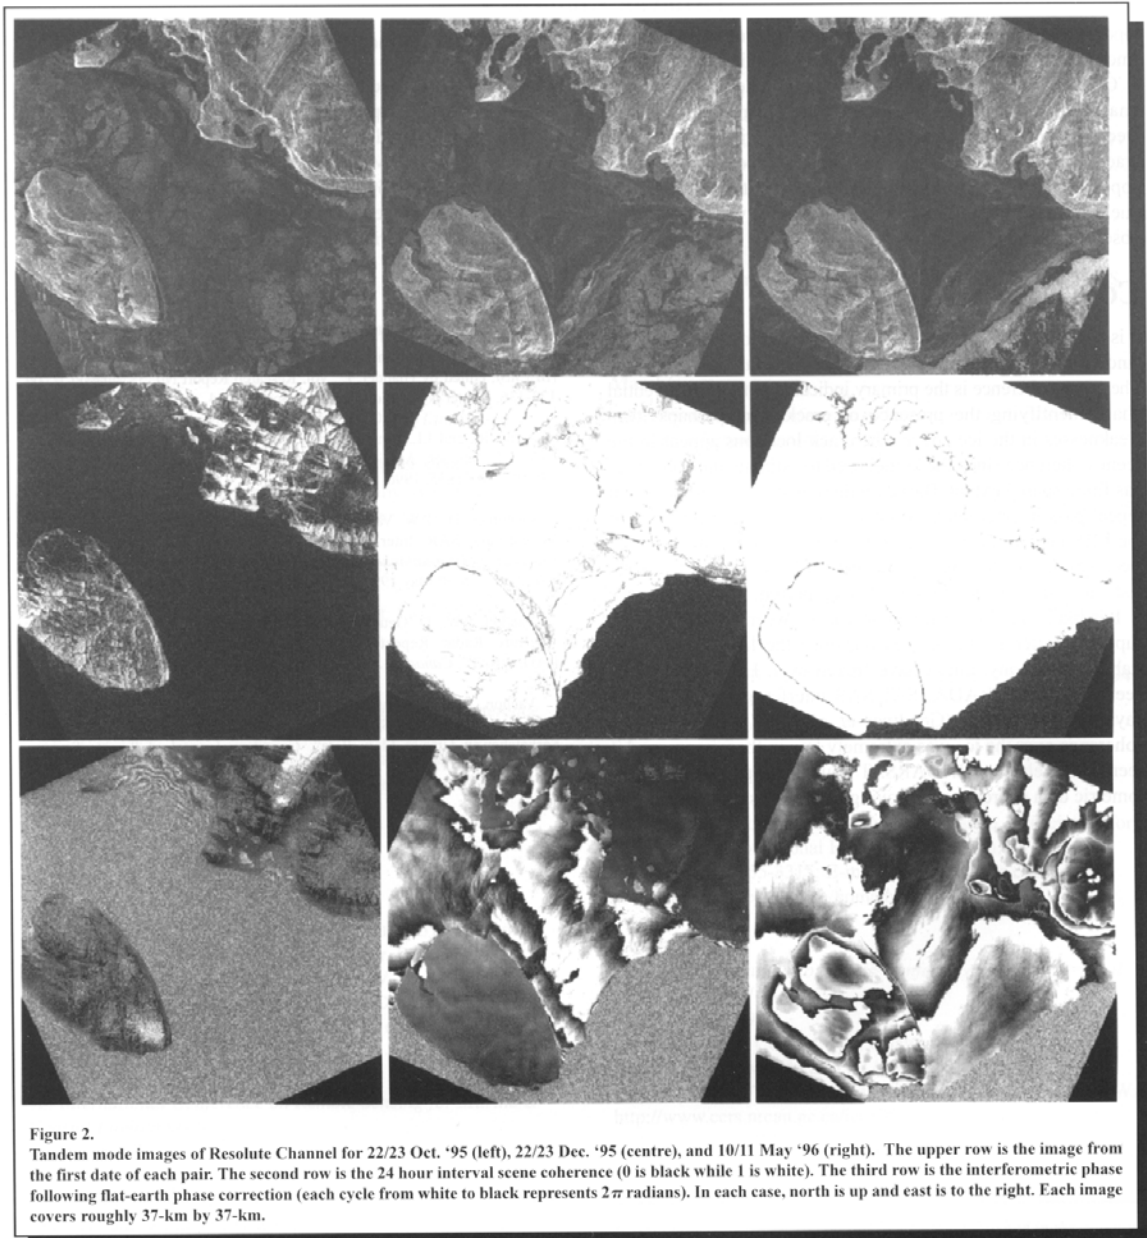 Figure 2.
Tandem mode images of Resolute Channel for 22/23 Oct. ‘95 (left), 22/23 Dec. ‘95 (centre), and 10/11 May ‘96 (right). The upper row is the image from
the first date of each pair. The second row is the 24 hour interval scene coherence (0 is black while 1 is white). The third row is the interferometric phase
following flat-earth phase correction (each cycle from white to black represents 2π radians). In each case, north is up and east is to the right. Each image
covers roughly 37-km by 37-km.